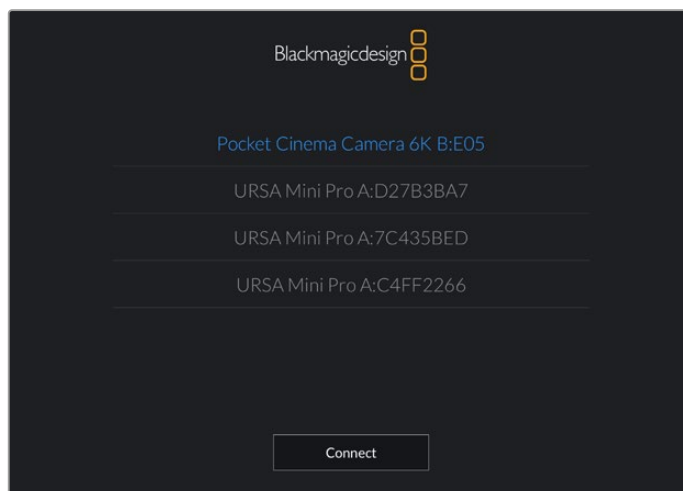 Blackmagicdesign
Pocket Cinema Camera 6K B:E05
URSA Mini Pro A:D27B3BA7
URSA Mini Pro A:7C435BED
URSA Mini Pro A:C4FF2266
Connect